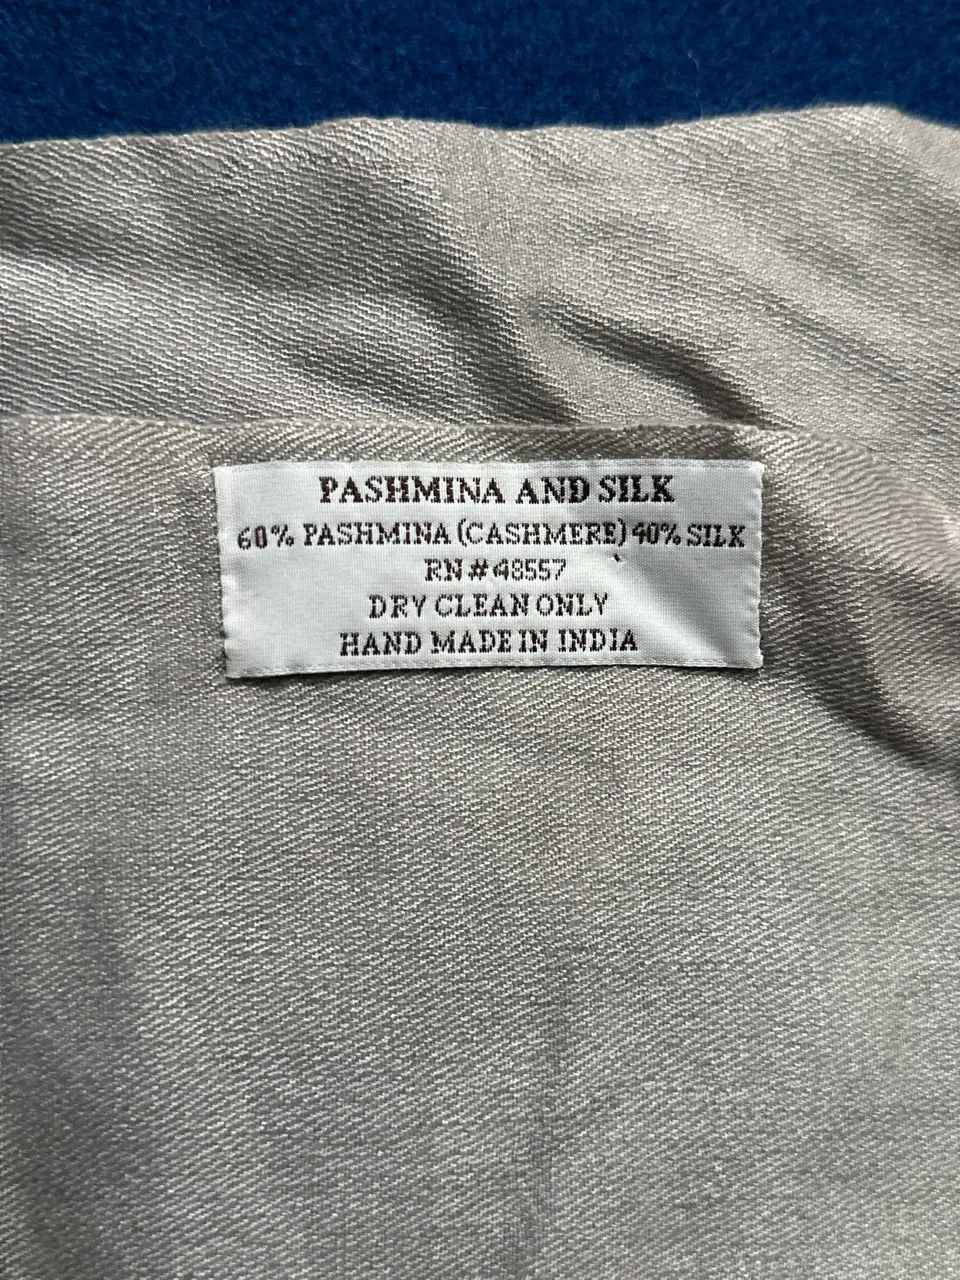 PASHMINA AND SILK
60% PASHMINA (CASHMERE) 40% SILK
RN # 48557
DRY CLEAN ONLY
HAND MADE IN INDIA